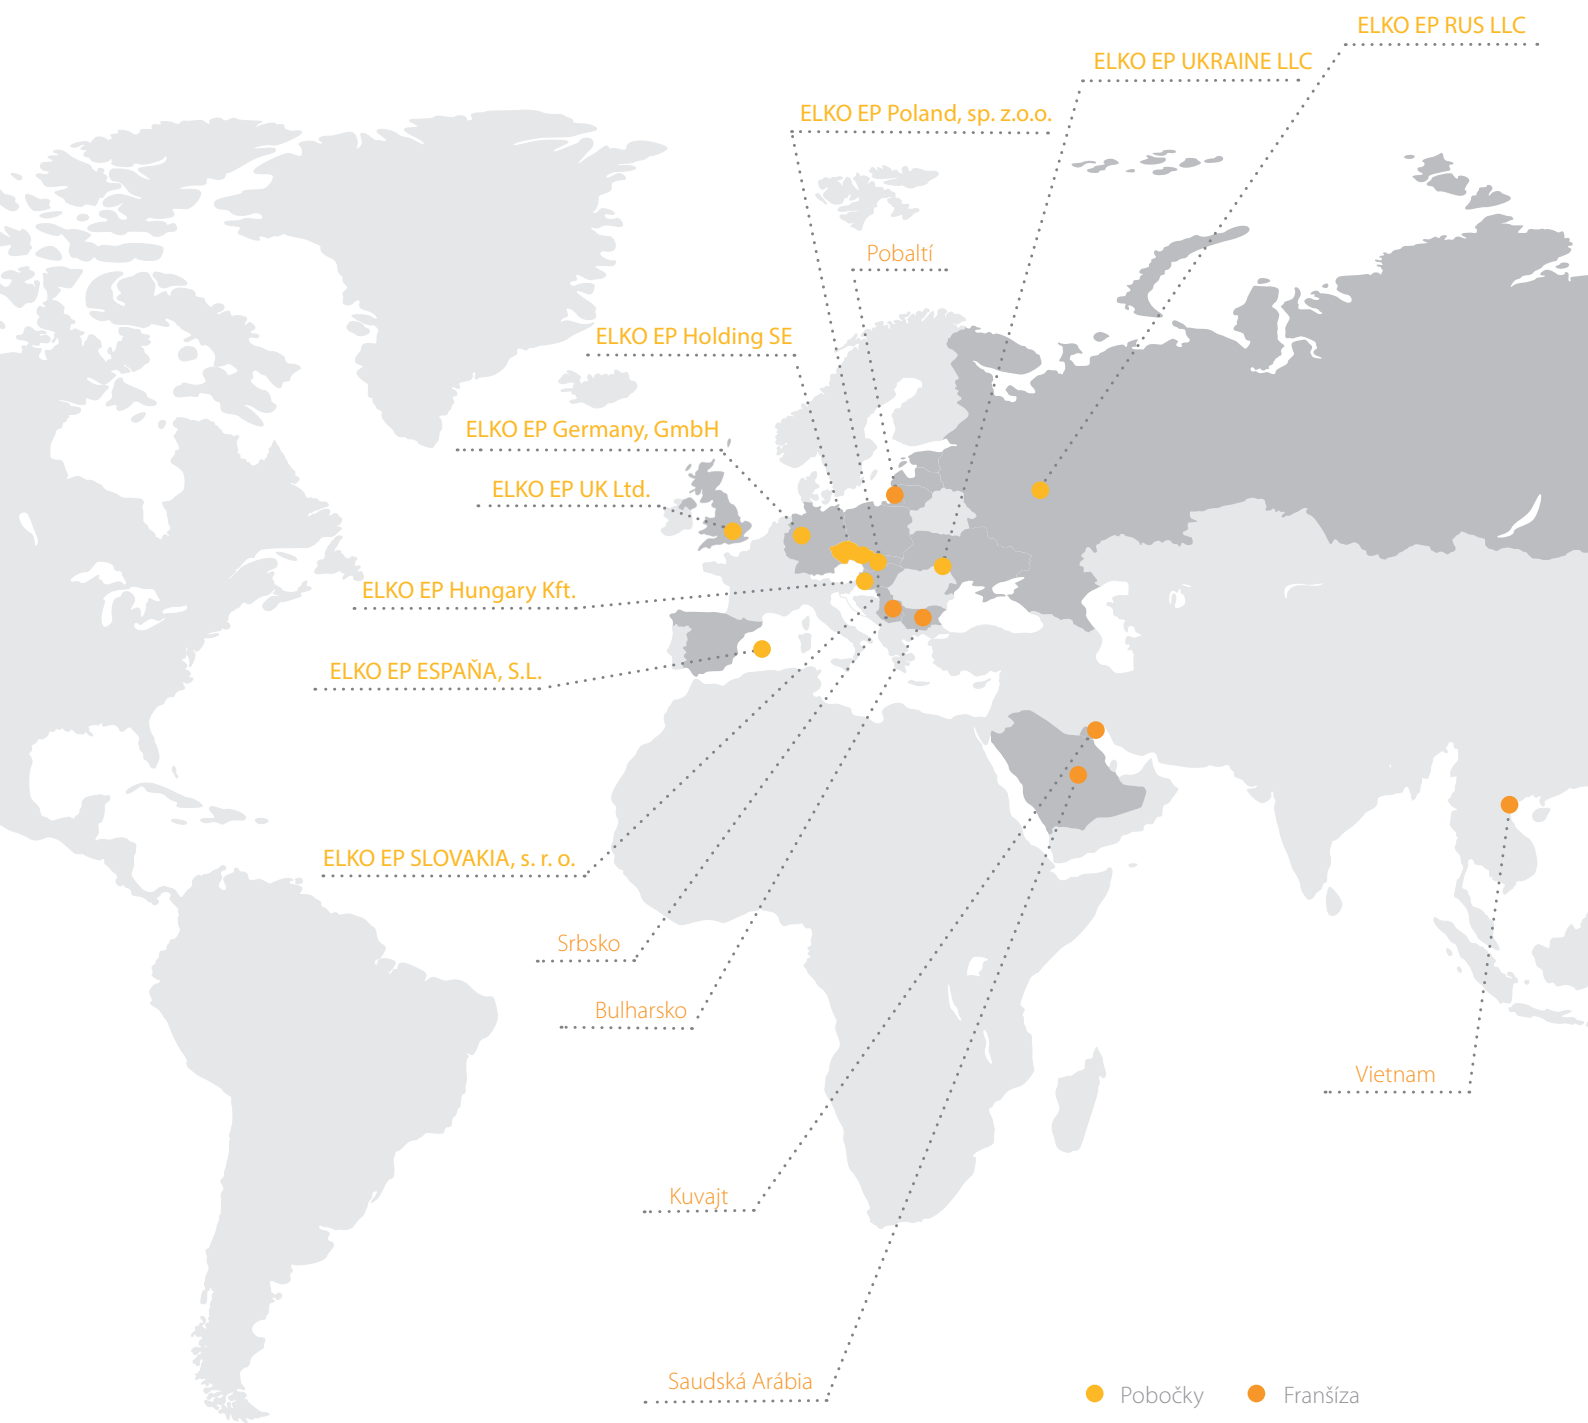 ELKO EP RUS LLC
ELKO EP UKRAINE LLC
ELKO EP Poland, sp. z.o.o.
Pobaltí
ELKO EP Holding SE
ELKO EP Germany, GmbH
ELKO EP UK Ltd.
ELKO EP Hungary Kft.
ELKO EP ESPAŇA, S.L.
ELKO EP SLOVAKIA, s. r. o.
Srbsko
Bulharsko
Vietnam
Kuvajt
Saudská Arábia
Pobočky
Franšíza